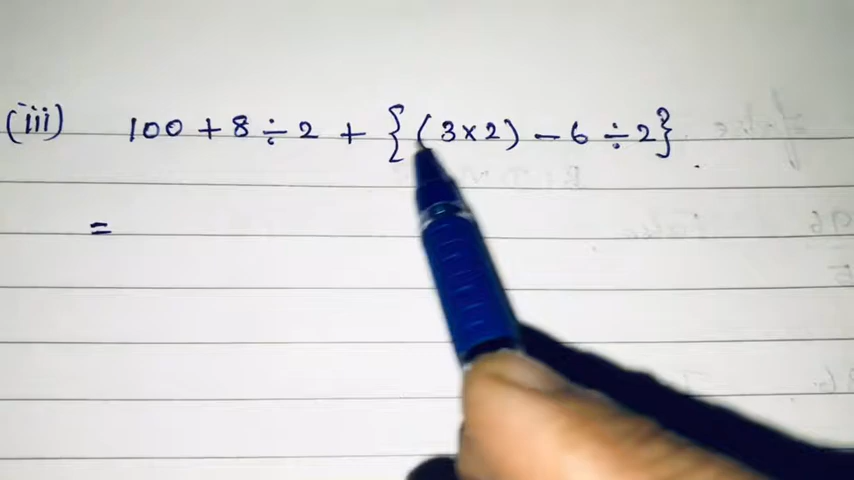 (iii) 100 + 8 ÷ 2 + { (3 × 2) − 6 ÷ 2 }
=